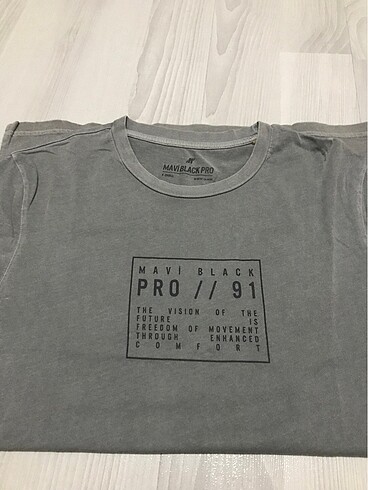 MAVI BLACK PRO
MAVİ BLACK
PRO // 91
THE VISION OF THE
FUTURE IS
FREEDOM OF MOVEMENT
THROUGH ENHANCED
COMFORT